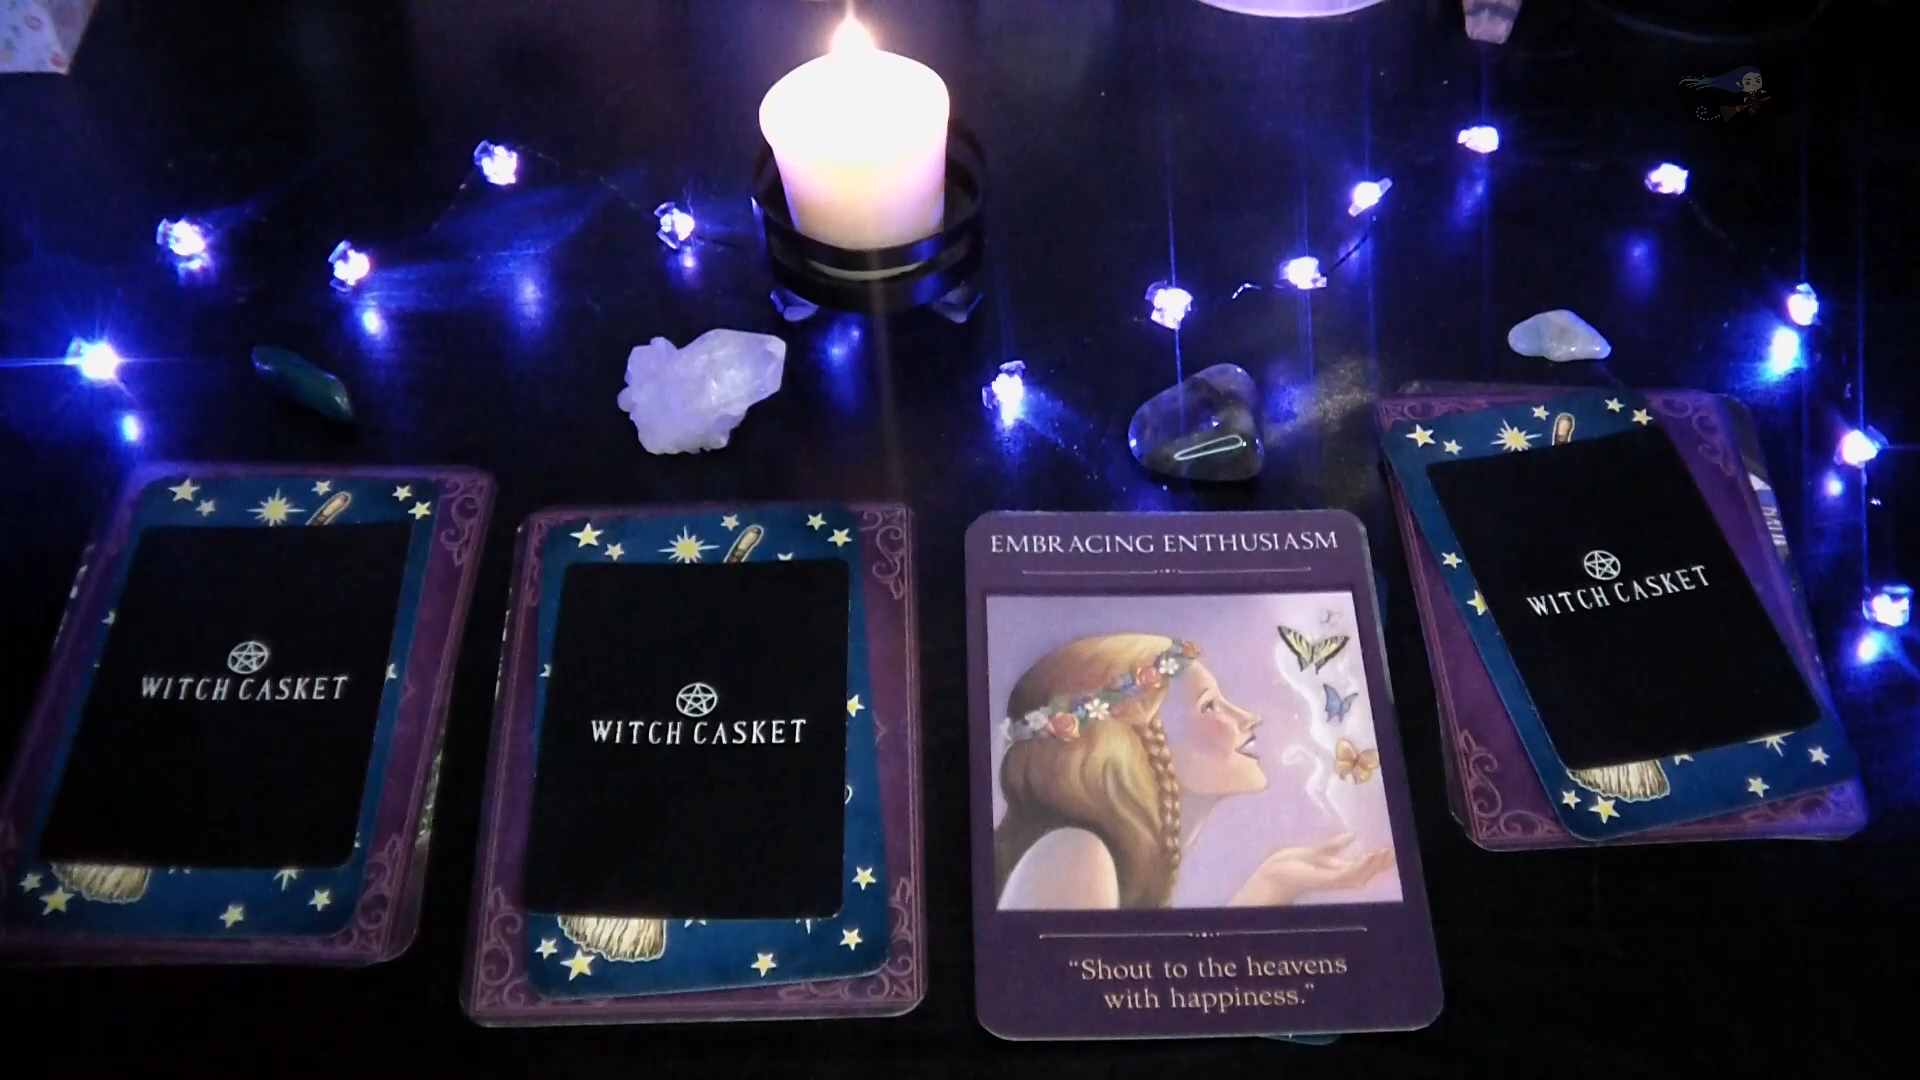 WITCH CASKET
WITCH CASKET
EMBRACING ENTHUSIASM
"Shout to the heavens
with happiness."
WITCH CASKET